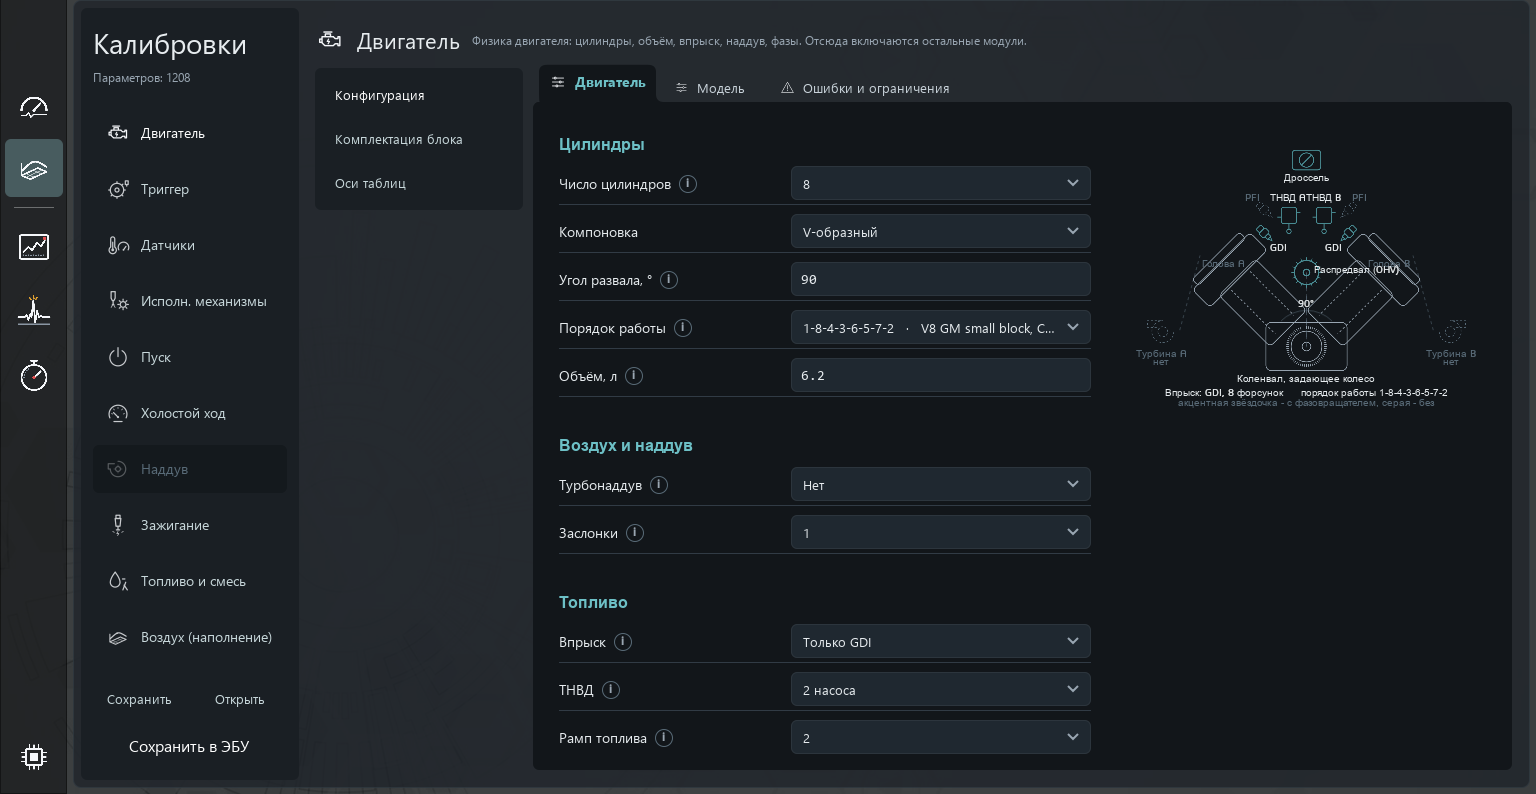 Калибровки
Параметров: 1208
Двигатель
Триггер
Датчики
Исполн. механизмы
Пуск
Холостой ход
Наддув
Зажигание
Топливо и смесь
Воздух (наполнение)
Сохранить
Открыть
Сохранить в ЭБУ
Двигатель
Физика двигателя: цилиндры, объём, впрыск, наддув, фазы. Отсюда включаются остальные модули.
Конфигурация
Комплектация блока
Оси таблиц
Двигатель
Модель
Ошибки и ограничения
Цилиндры
Число цилиндров
8
Компоновка
V-образный
Угол развала, °
90
Порядок работы
1-8-4-3-6-5-7-2 · V8 GM small block, C...
Объём, л
6.2
Воздух и наддув
Турбонаддув
Нет
Заслонки
1
Топливо
Впрыск
Только GDI
ТНВД
2 насоса
Рамп топлива
2
Дроссель
PFI
ТНВД A
ТНВД B
PFI
GDI
GDI
Голова A
Распредвал (OHV)
Голова B
90°
Турбина A
нет
Турбина B
нет
Коленвал, задающее колесо
Впрыск: GDI, 8 форсунок
порядок работы 1-8-4-3-6-5-7-2
акцентная звёздочка - с фазовращателем, серая - без